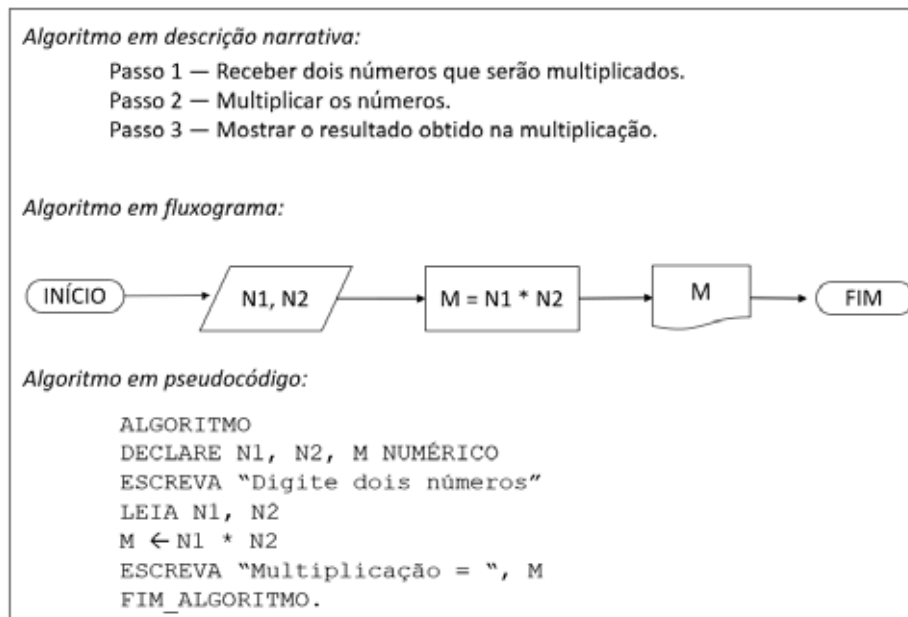 Algoritmo em descrição narrativa:
Passo 1 — Receber dois números que serão multiplicados.
Passo 2 — Multiplicar os números.
Passo 3 — Mostrar o resultado obtido na multiplicação.
Algoritmo em fluxograma:
INÍCIO N1, N2 M = N1 * N2 M FIM
Algoritmo em pseudocódigo:
ALGORITMO
DECLARE N1, N2, M NUMÉRICO
ESCREVA “Digite dois números”
LEIA N1, N2
M ← N1 * N2
ESCREVA “Multiplicação = “, M
FIM_ALGORITMO.